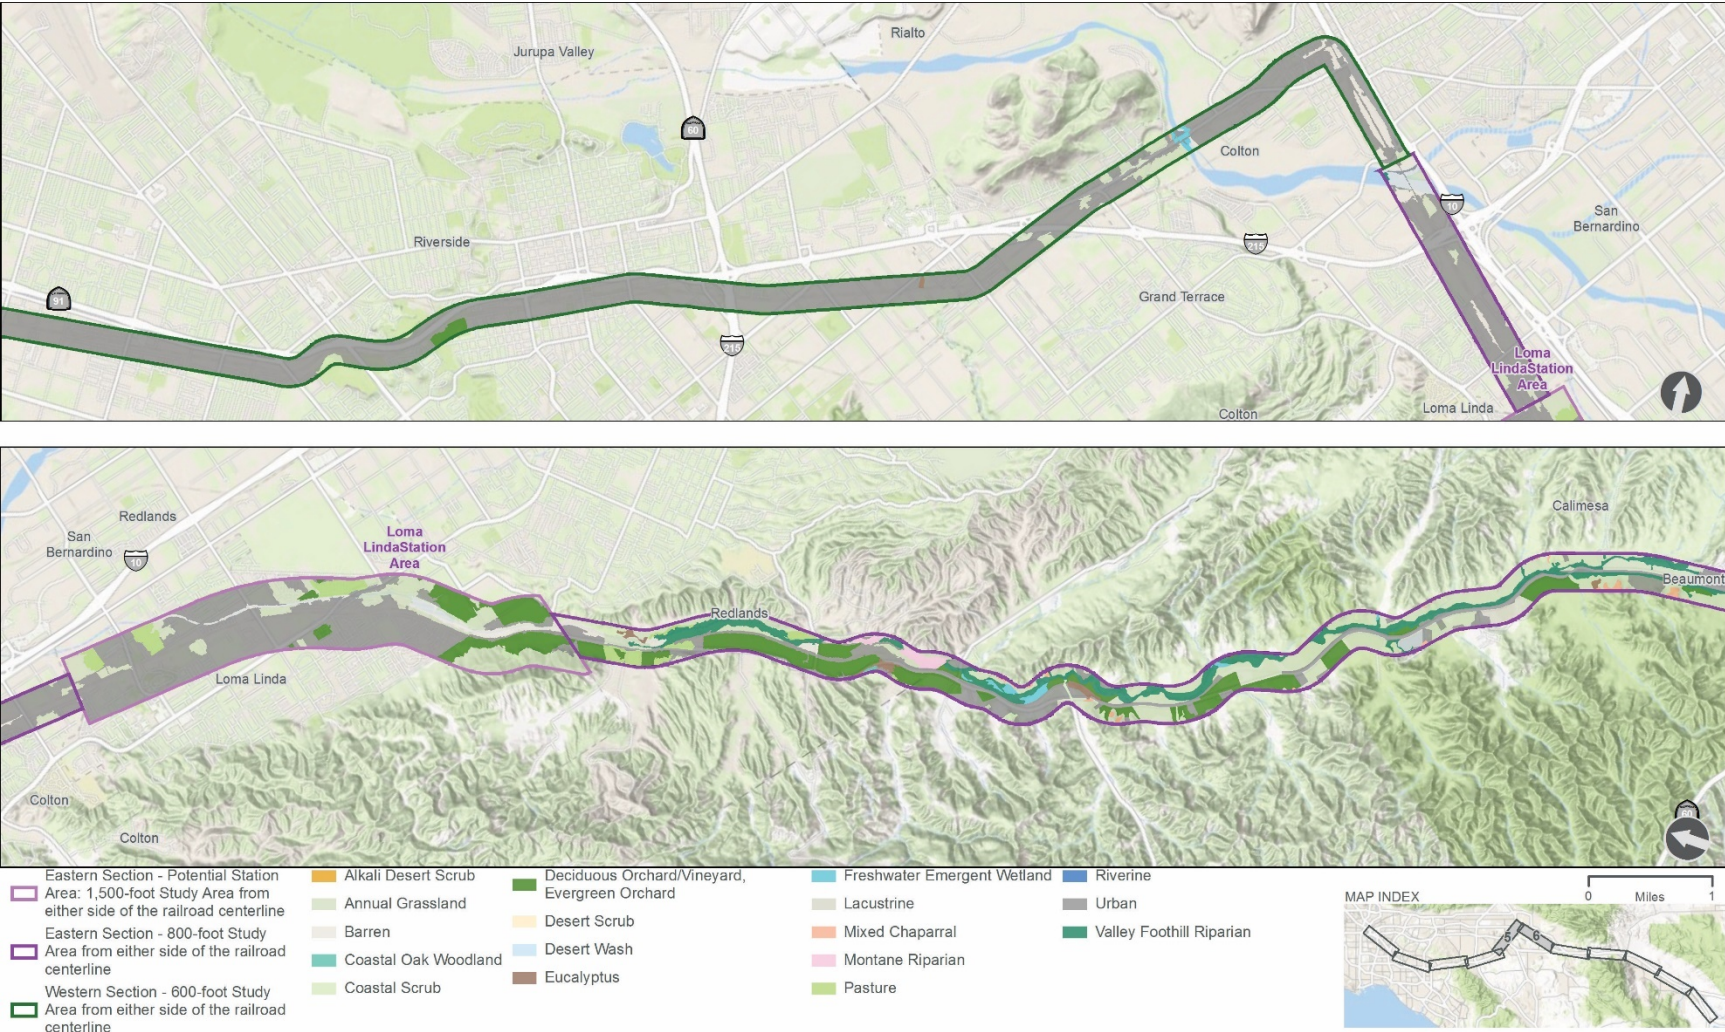 Rialto
Jurupa Valley
60
Colton
Riverside
91
215
10
San
Bernardino
215
Grand Terrace
Loma
LindaStation
Area
Loma Linda
Colton
Redlands
San
Bernardino
10
Loma
LindaStation
Area
Calimesa
Beaumont
Redlands
Loma Linda
Colton
Colton
60
Eastern Section - Potential Station
Area: 1,500-foot Study Area from
either side of the railroad centerline
Eastern Section - 800-foot Study
Area from either side of the railroad
centerline
Western Section - 600-foot Study
Area from either side of the railroad
centerline
Alkali Desert Scrub
Annual Grassland
Barren
Coastal Oak Woodland
Coastal Scrub
Deciduous Orchard/Vineyard,
Evergreen Orchard
Desert Scrub
Desert Wash
Eucalyptus
Freshwater Emergent Wetland
Lacustrine
Mixed Chaparral
Montane Riparian
Pasture
Riverine
Urban
Valley Foothill Riparian
0 Miles 1
MAP INDEX
5 6